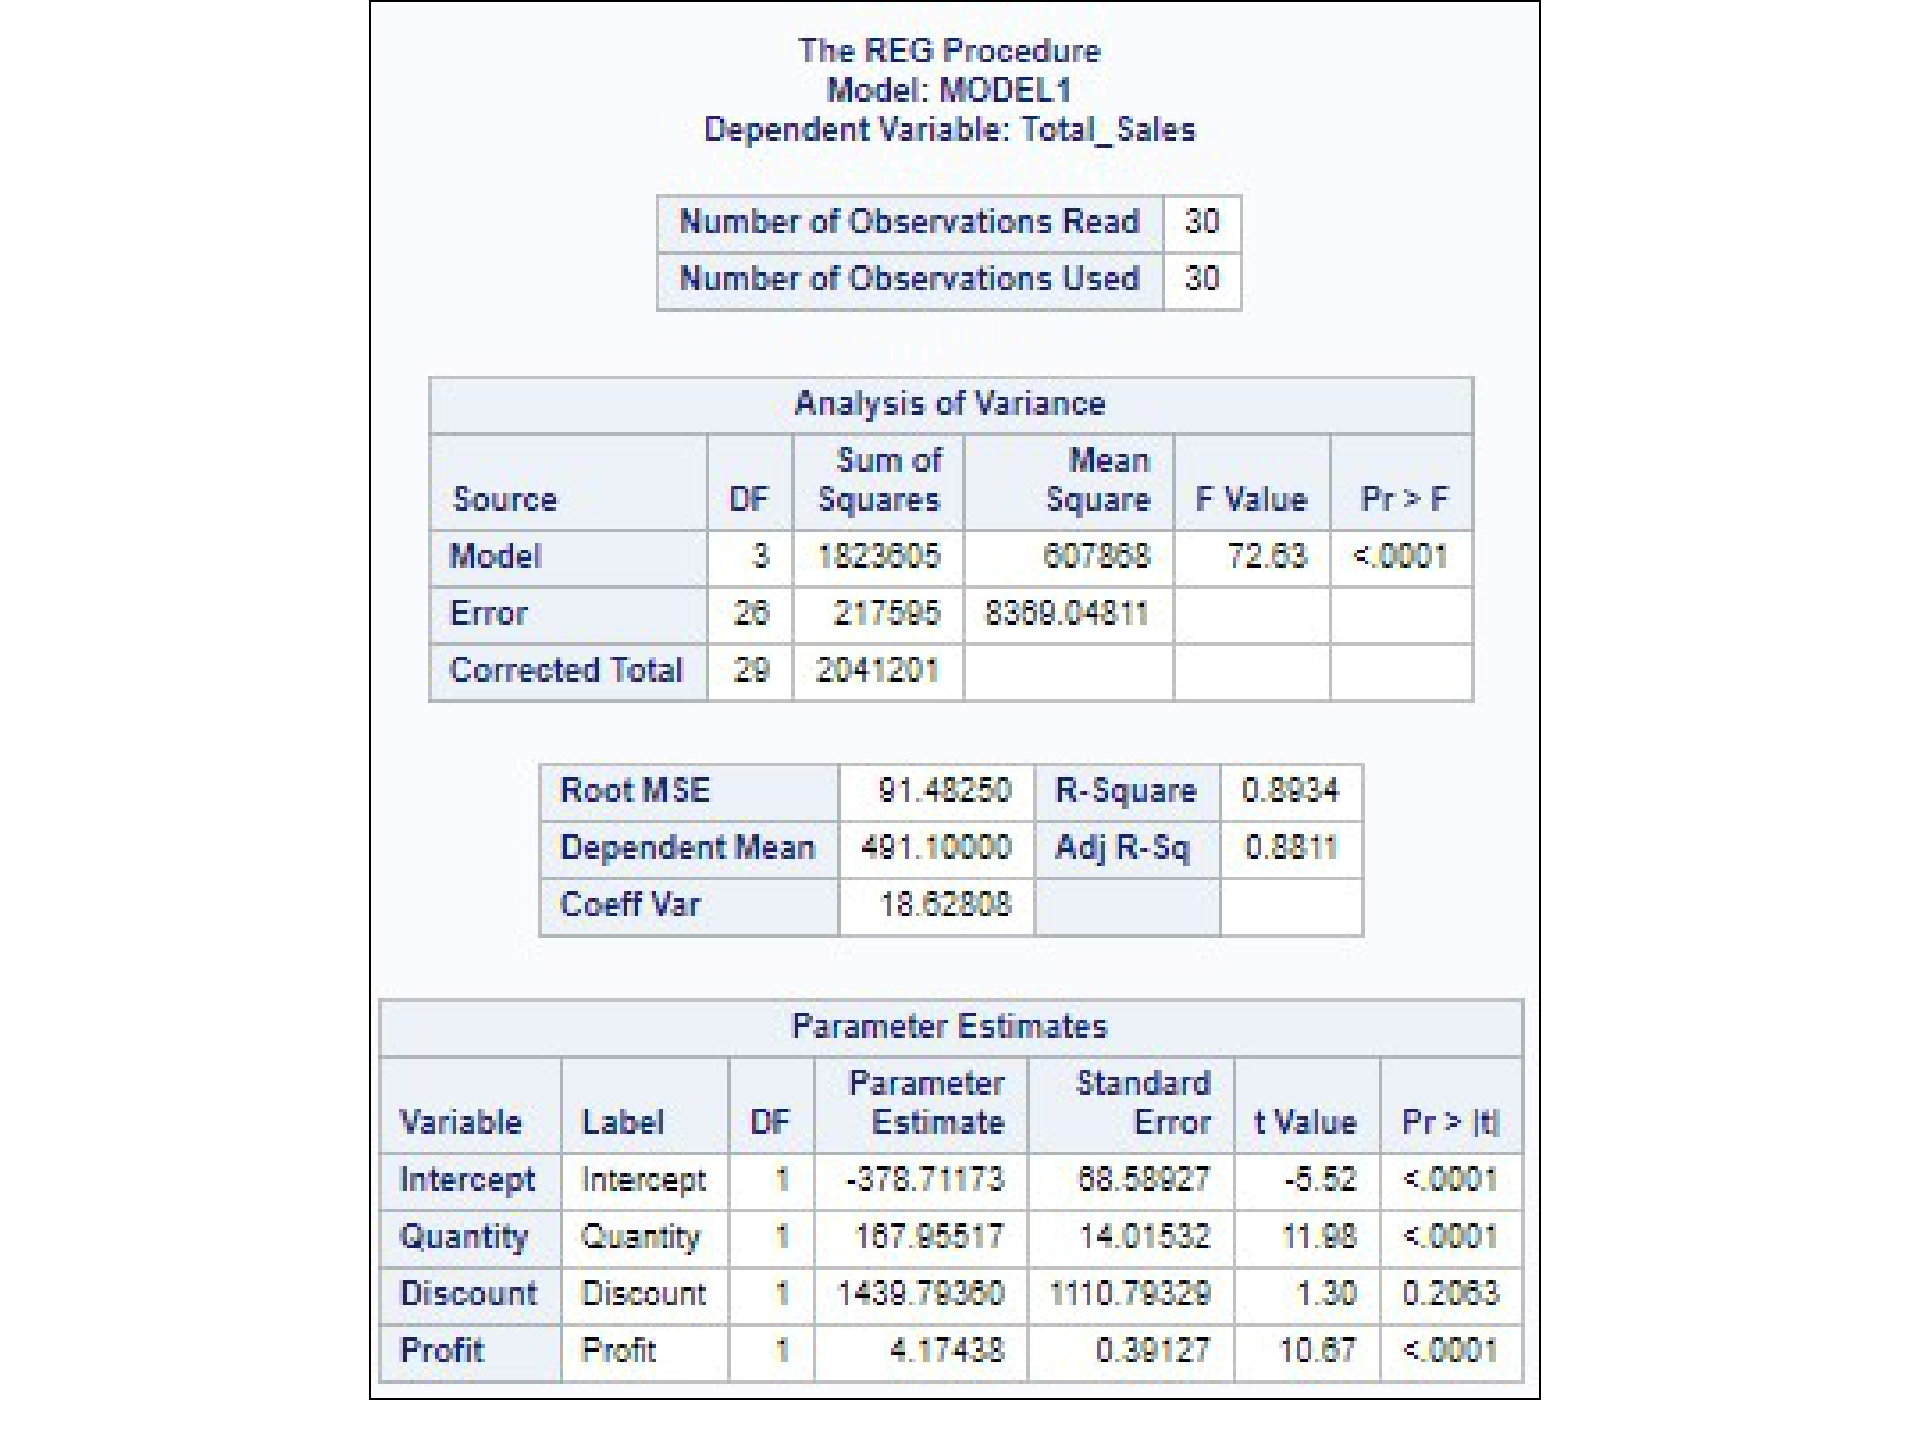 The REG Procedure
Model: MODEL1
Dependent Variable: Total_Sales
Number of Observations Read 30
Number of Observations Used 30
Analysis of Variance
Source DF Sum of Squares Mean Square F Value Pr > F
Model 3 1823605 607868 72.63 <.0001
Error 26 217595 8369.04811
Corrected Total 29 2041201
Root MSE 91.48250 R-Square 0.8934
Dependent Mean 491.10000 Adj R-Sq 0.8811
Coeff Var 18.62808
Parameter Estimates
Variable Label DF Parameter Estimate Standard Error t Value Pr > |t|
Intercept Intercept 1 -378.71173 68.58927 -5.52 <.0001
Quantity Quantity 1 167.95517 14.01532 11.98 <.0001
Discount Discount 1 1439.79360 1110.79329 1.30 0.2063
Profit Profit 1 4.17438 0.39127 10.67 <.0001